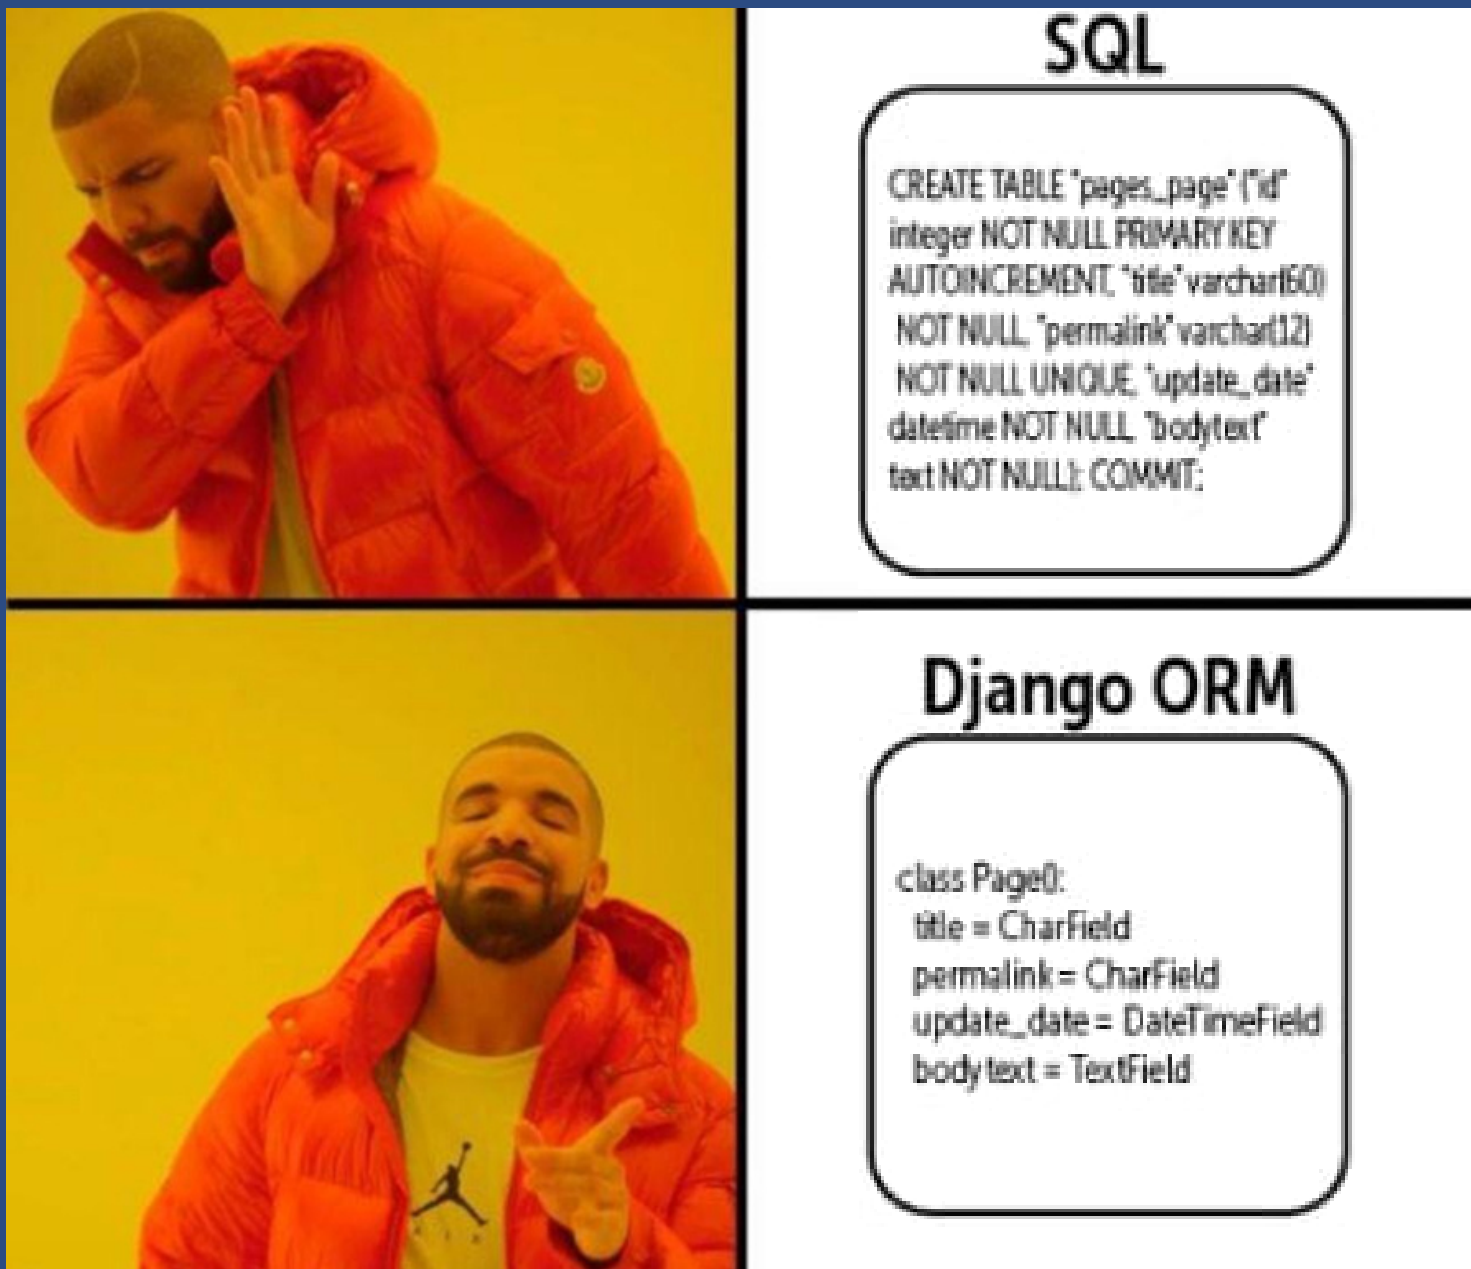 SQL
CREATE TABLE "pages_page" ("id"
integer NOT NULL PRIMARY KEY
AUTOINCREMENT, "title" varchar(60)
NOT NULL, "permalink" varchar(12)
NOT NULL UNIQUE, "update_date"
datetime NOT NULL, "bodytext"
text NOT NULL); COMMIT;
Django ORM
class Page():
title = CharField
permalink = CharField
update_date = DateTimeField
bodytext = TextField